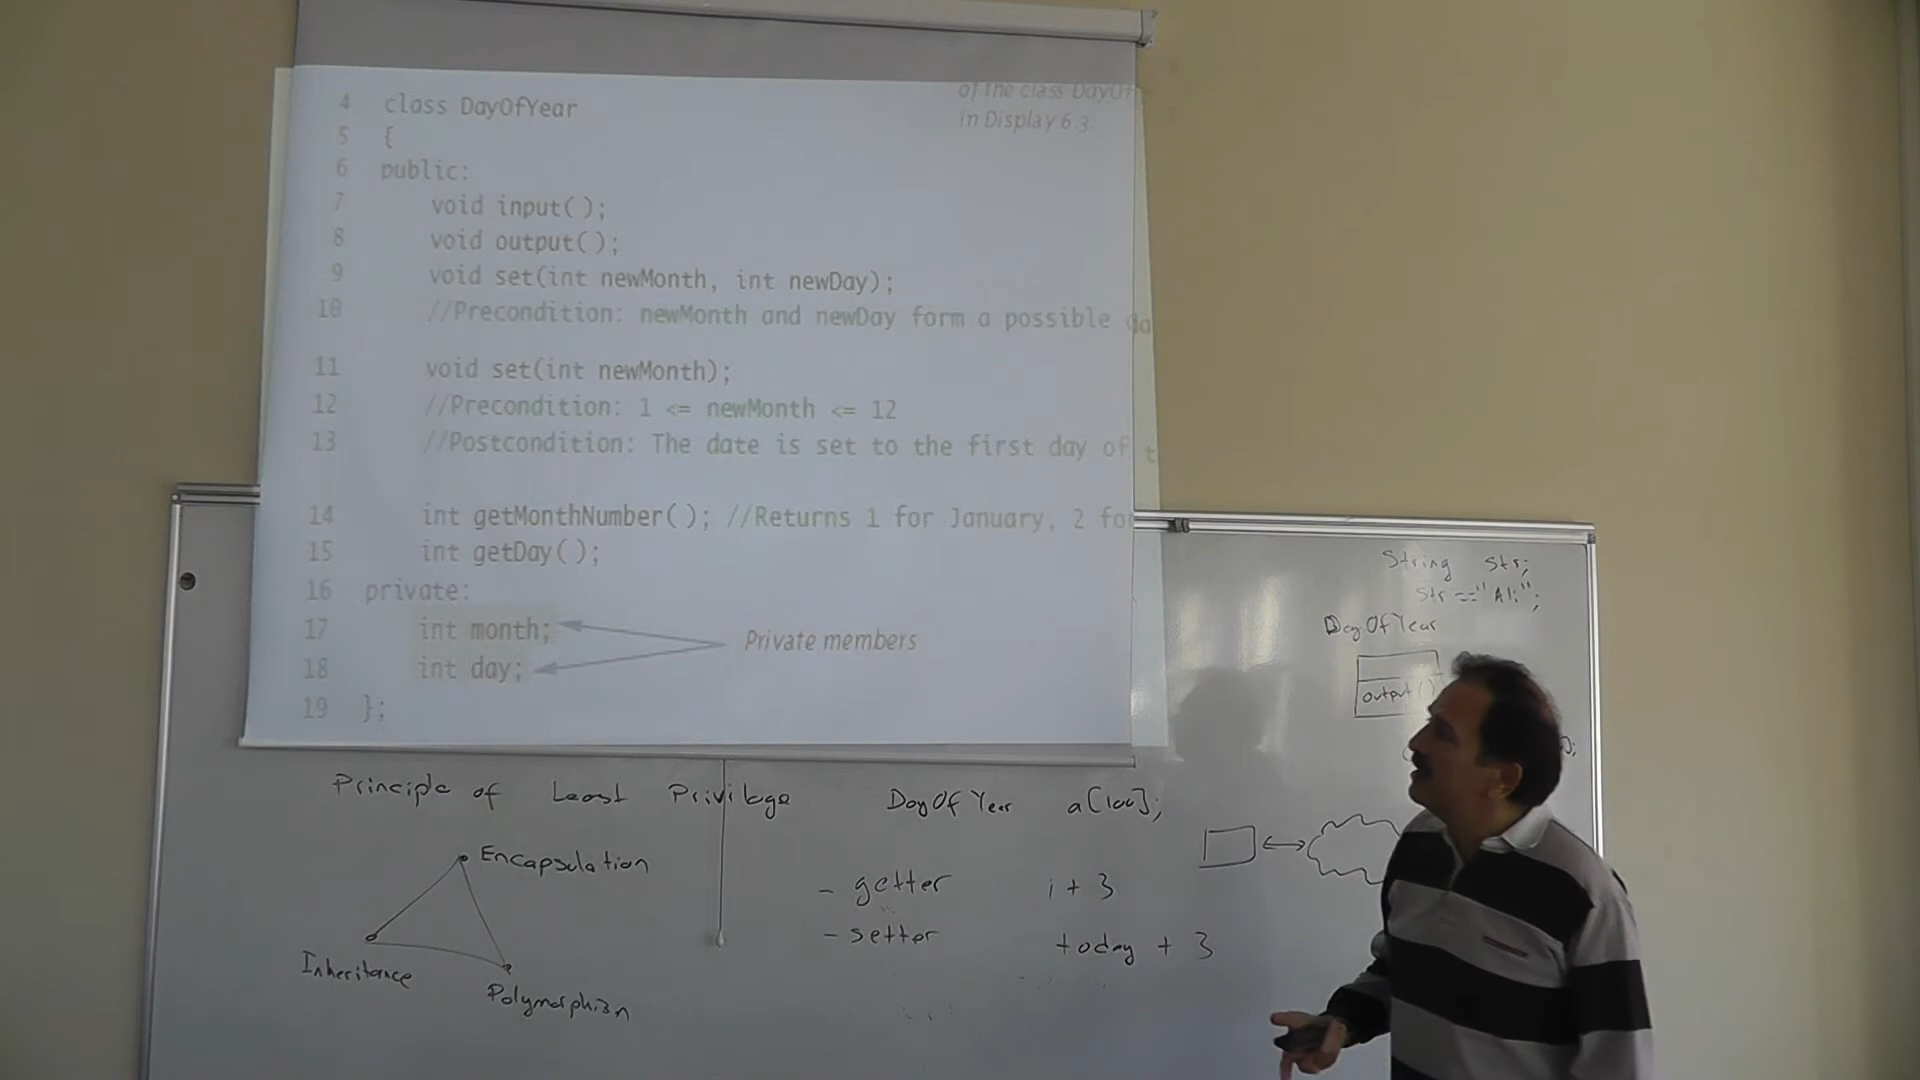 of the class DayOf
in Display 6.3.
4 class DayOfYear
5 {
6 public:
7 void input( );
8 void output( );
9 void set(int newMonth, int newDay);
10 //Precondition: newMonth and newDay form a possible da
11 void set(int newMonth);
12 //Precondition: 1 <= newMonth <= 12
13 //Postcondition: The date is set to the first day of t
14 int getMonthNumber( ); //Returns 1 for January, 2 fo
15 int getDay( );
16 private:
17 int month;
Private members
18 int day;
19 };
String str;
str=="Ali";
DayOfYear
output()
Principle of Least Privilege
DayOfYear a[100];
Encapsulation
Inheritance
Polymorphism
- getter
- setter
i + 3
today + 3